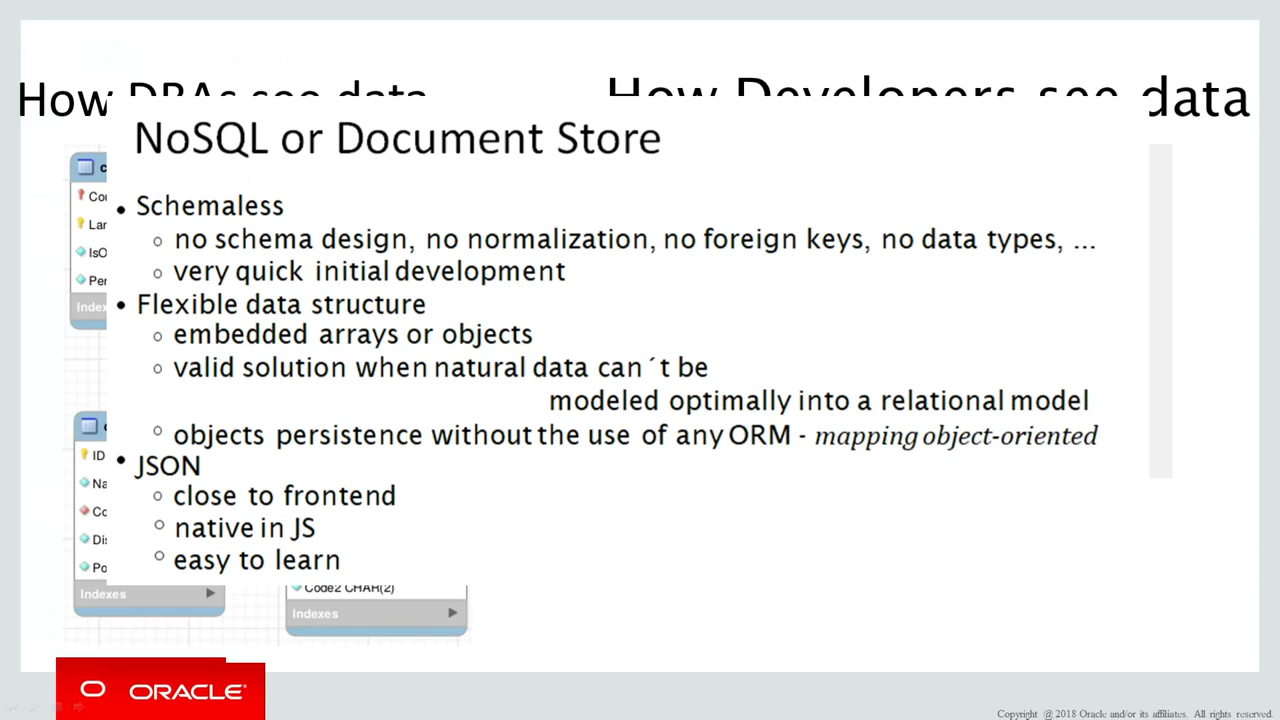 How DBAs see data
How Developers see data
NoSQL or Document Store
• Schemaless
○ no schema design, no normalization, no foreign keys, no data types, ...
○ very quick initial development
• Flexible data structure
○ embedded arrays or objects
○ valid solution when natural data can´t be
modeled optimally into a relational model
○ objects persistence without the use of any ORM - mapping object-oriented
• JSON
○ close to frontend
○ native in JS
○ easy to learn
ID
Code2 CHAR(2)
Indexes
Indexes
ORACLE
Copyright @ 2018 Oracle and/or its affiliates. All rights reserved.